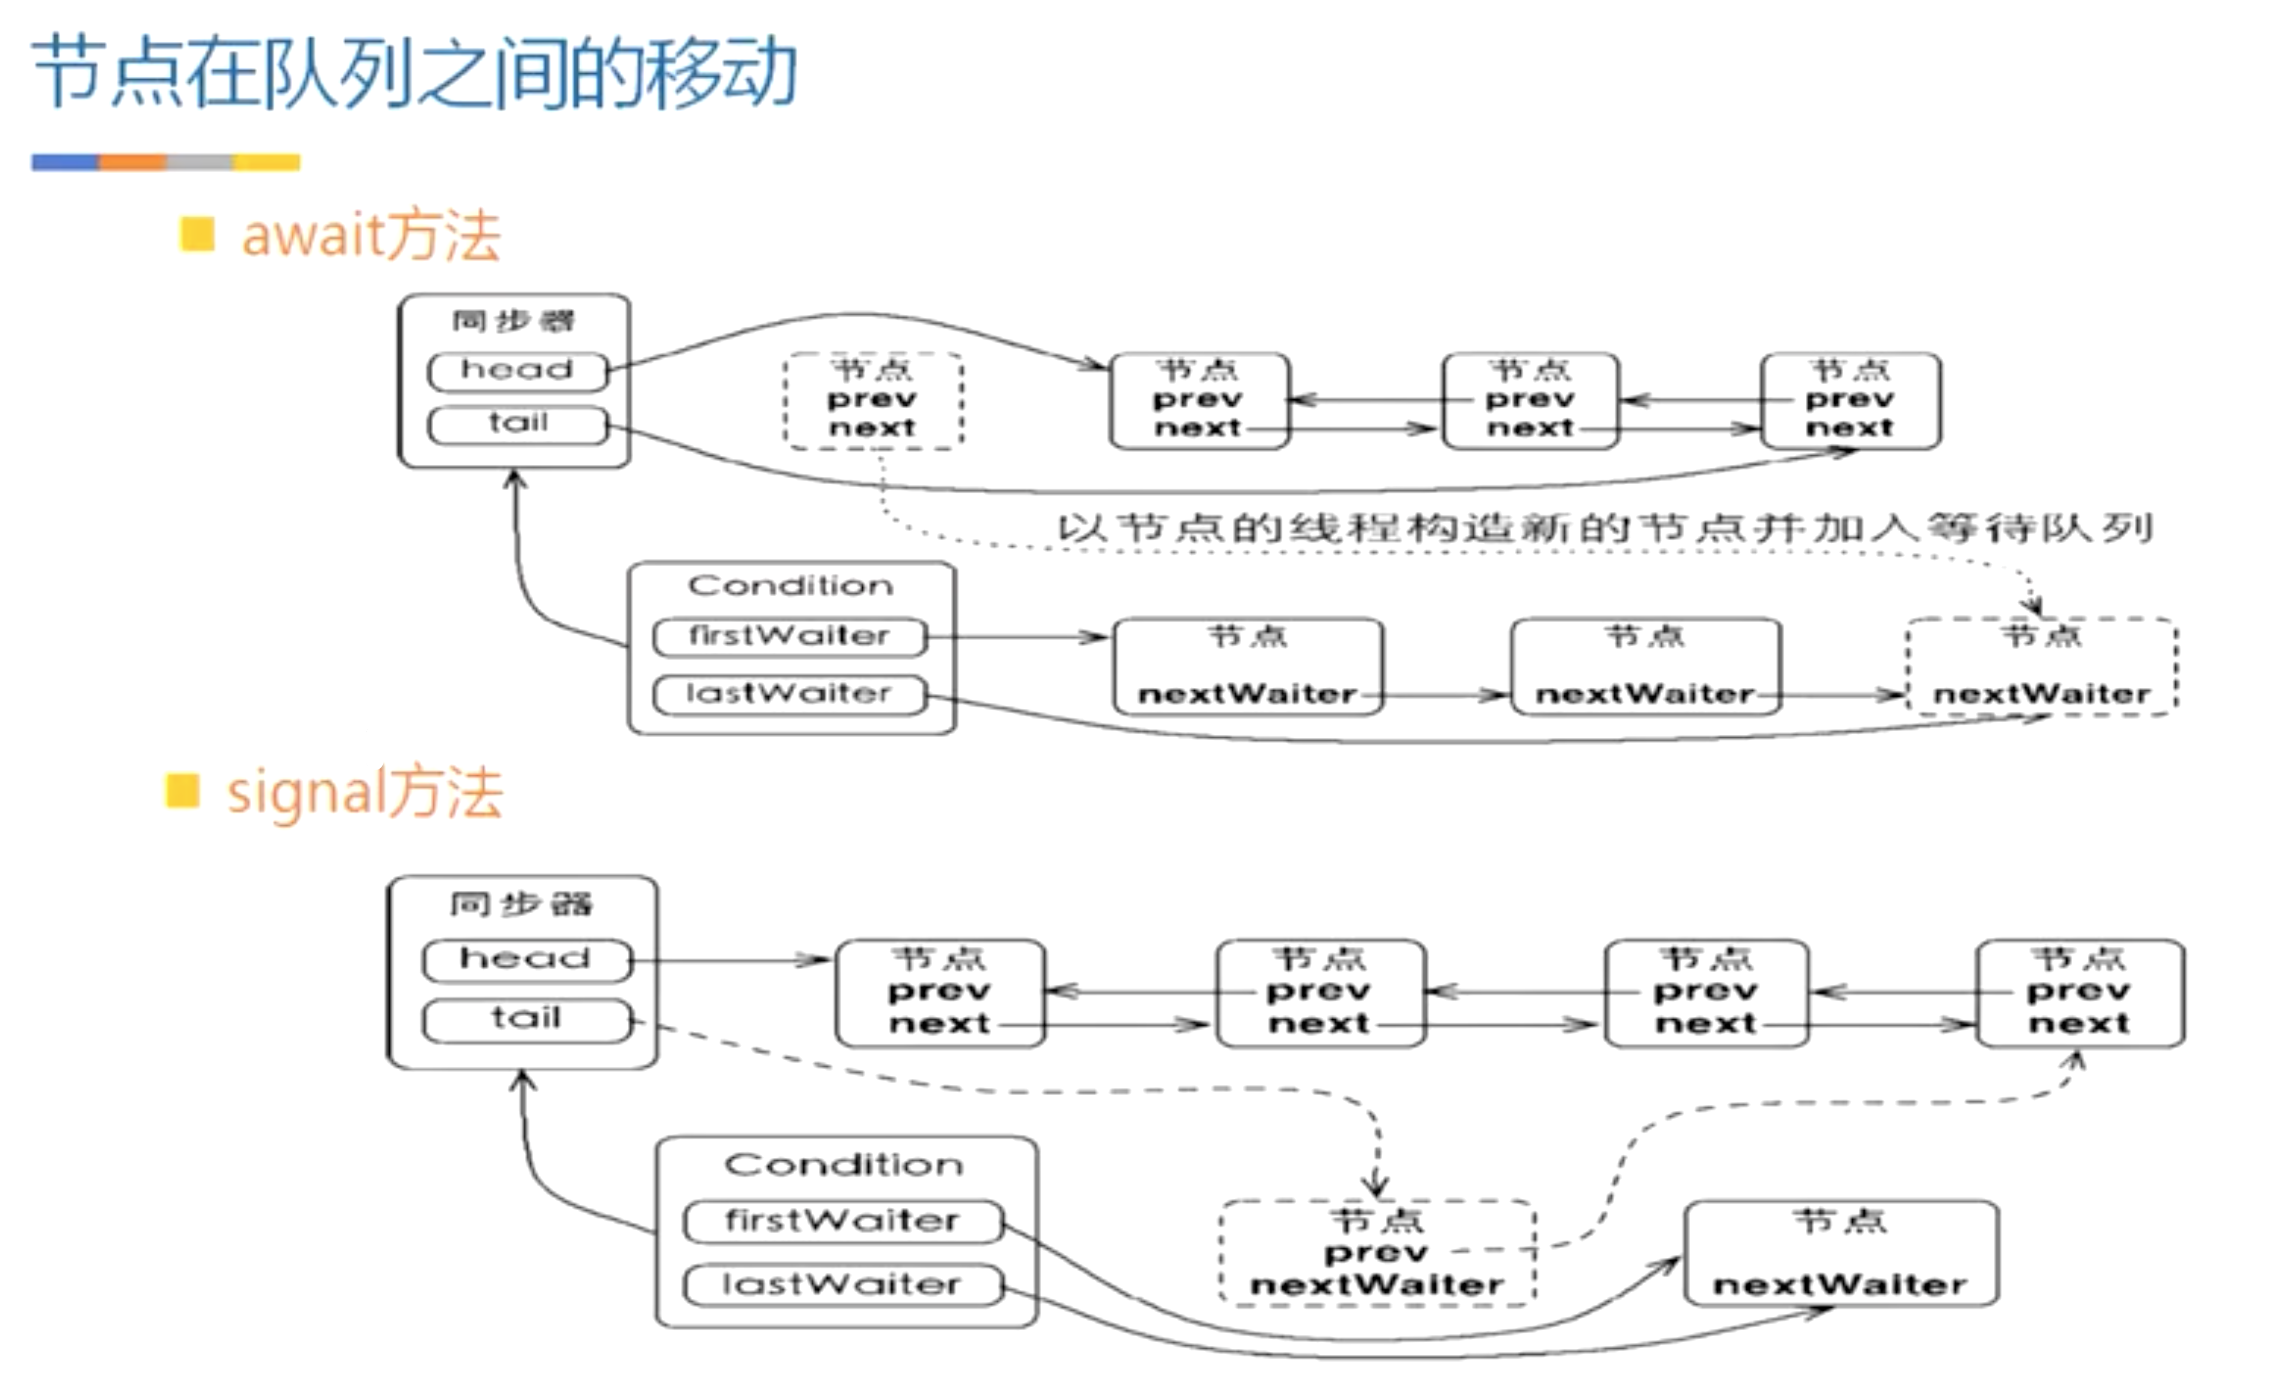 节点在队列之间的移动
await方法
同步器
head
tail
节点
prev
next
节点
prev
next
节点
prev
next
节点
prev
next
以节点的线程构造新的节点并加入等待队列
Condition
firstWaiter
lastWaiter
节点
nextWaiter
节点
nextWaiter
节点
nextWaiter
signal方法
同步器
head
tail
节点
prev
next
节点
prev
next
节点
prev
next
节点
prev
next
Condition
firstWaiter
lastWaiter
节点
prev
nextWaiter
节点
nextWaiter